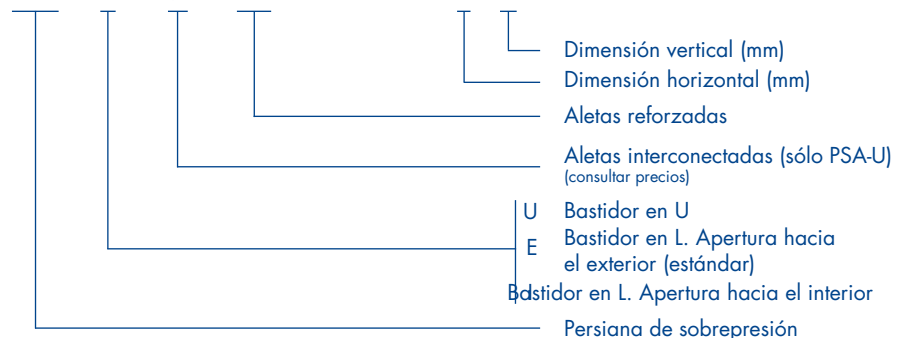 Dimensión vertical (mm)
Dimensión horizontal (mm)
Aletas reforzadas
Aletas interconectadas (sólo PSA-U)
(consultar precios)
U Bastidor en U
E Bastidor en L. Apertura hacia
el exterior (estándar)
I Bastidor en L. Apertura hacia el interior
Persiana de sobrepresión